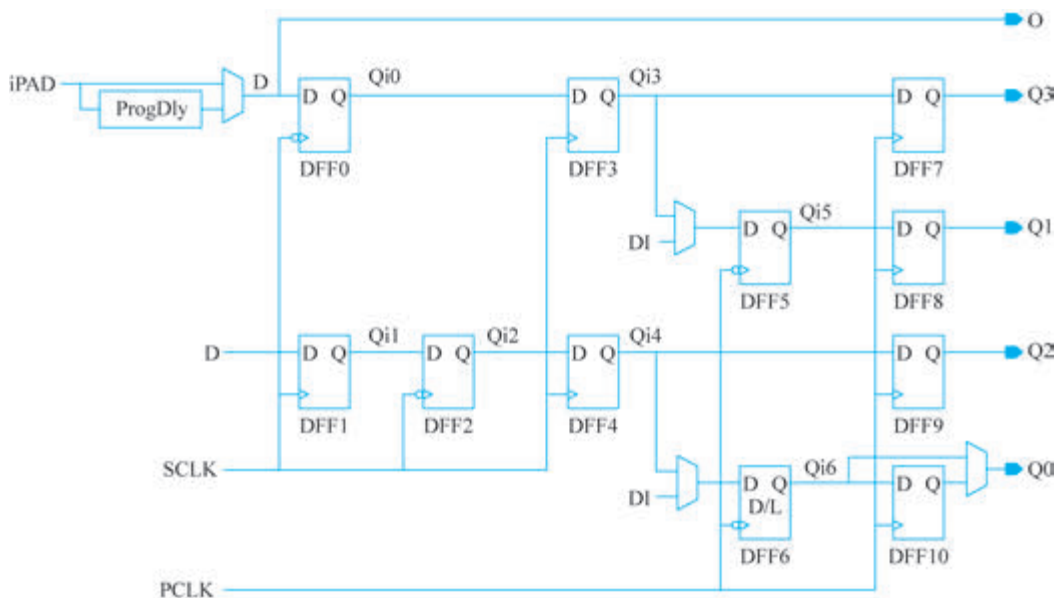 O
iPAD
D
Qi0
Qi3
D Q
D Q
D Q
Q3
ProgDly
DFF0
DFF3
DFF7
Qi5
D Q
D Q
Q1
DI
DFF5
DFF8
D
Qi1
Qi2
Qi4
D Q
D Q
D Q
D Q
Q2
DFF1
DFF2
DFF4
DFF9
SCLK
Qi6
Q0
D Q
D/L
D Q
DI
DFF6
DFF10
PCLK